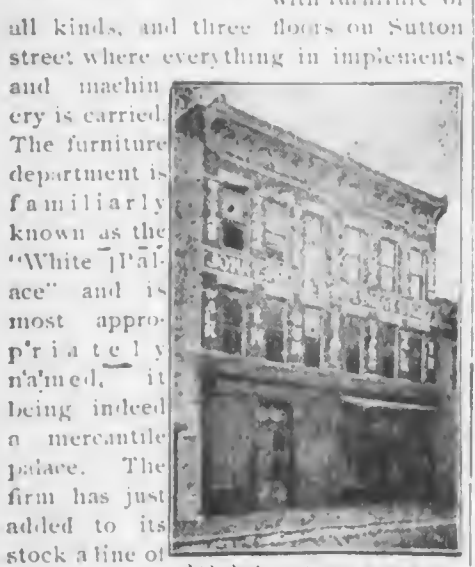 with furniture of
all kinds, and three floors on Sutton
street where everything in implements
and machin
ery is carried.
The furniture
department is
familiarly
known as the
"White Pal-
ace" and is
most appro-
priately
named, it
being indeed
a mercantile
palace. The
firm has just
added to its
stock a line of